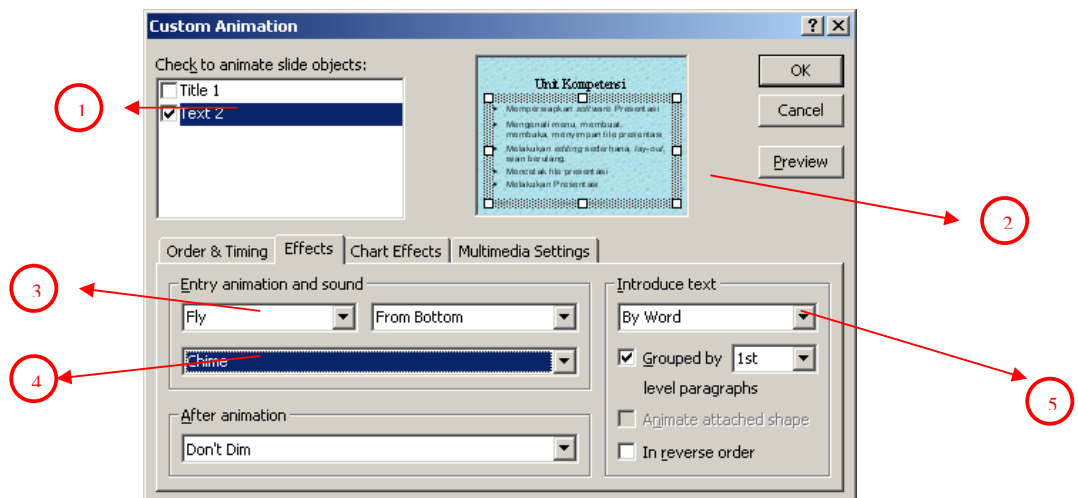 Custom Animation
Check to animate slide objects:
Title 1
Text 2
Unit Kompetensi
Mempersiapkan software Presentasi
Mengenali menu, membuat,
membuka, menyimpan file presentasi
Melakukan editing sederhana, lay-out,
isian berulang.
Mencetak file presentasi
Melakukan Presentasi
OK
Cancel
Preview
1
2
Order & Timing
Effects
Chart Effects
Multimedia Settings
Entry animation and sound
Fly
From Bottom
Chime
3
4
After animation
Don't Dim
Introduce text
By Word
Grouped by 1st
level paragraphs
Animate attached shape
In reverse order
5